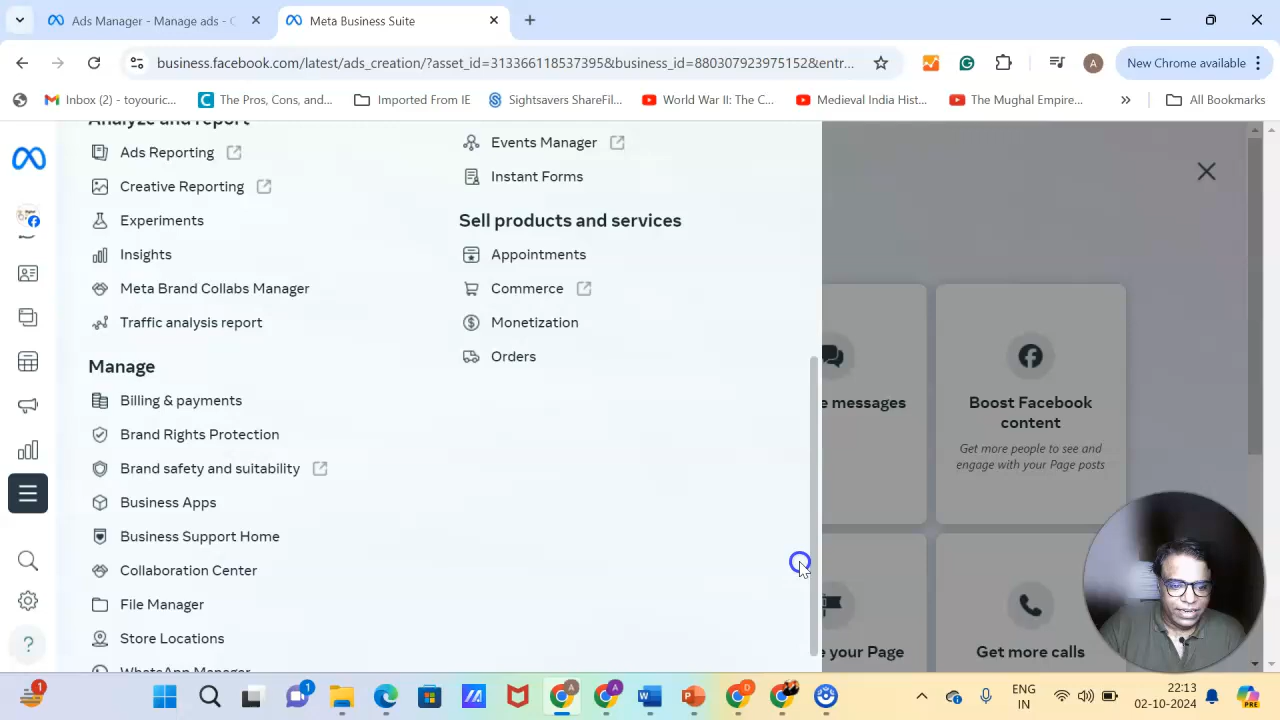 Ads Manager - Manage ads - C
Meta Business Suite
business.facebook.com/latest/ads_creation/?asset_id=313366118537395&business_id=880307923975152&entr...
A
New Chrome available
Inbox (2) - toyouric...
The Pros, Cons, and...
Imported From IE
Sightsavers ShareFil...
World War II: The C...
Medieval India Hist...
The Mughal Empire...
All Bookmarks
Analyze and report
Ads Reporting
Creative Reporting
Experiments
Insights
Meta Brand Collabs Manager
Traffic analysis report
Manage
Billing & payments
Brand Rights Protection
Brand safety and suitability
Business Apps
Business Support Home
Collaboration Center
File Manager
Store Locations
WhatsApp Manager
Events Manager
Instant Forms
Sell products and services
Appointments
Commerce
Monetization
Orders
e messages
Boost Facebook
content
Get more people to see and
engage with your Page posts
e your Page
Get more calls
ENG
IN
22:13
02-10-2024